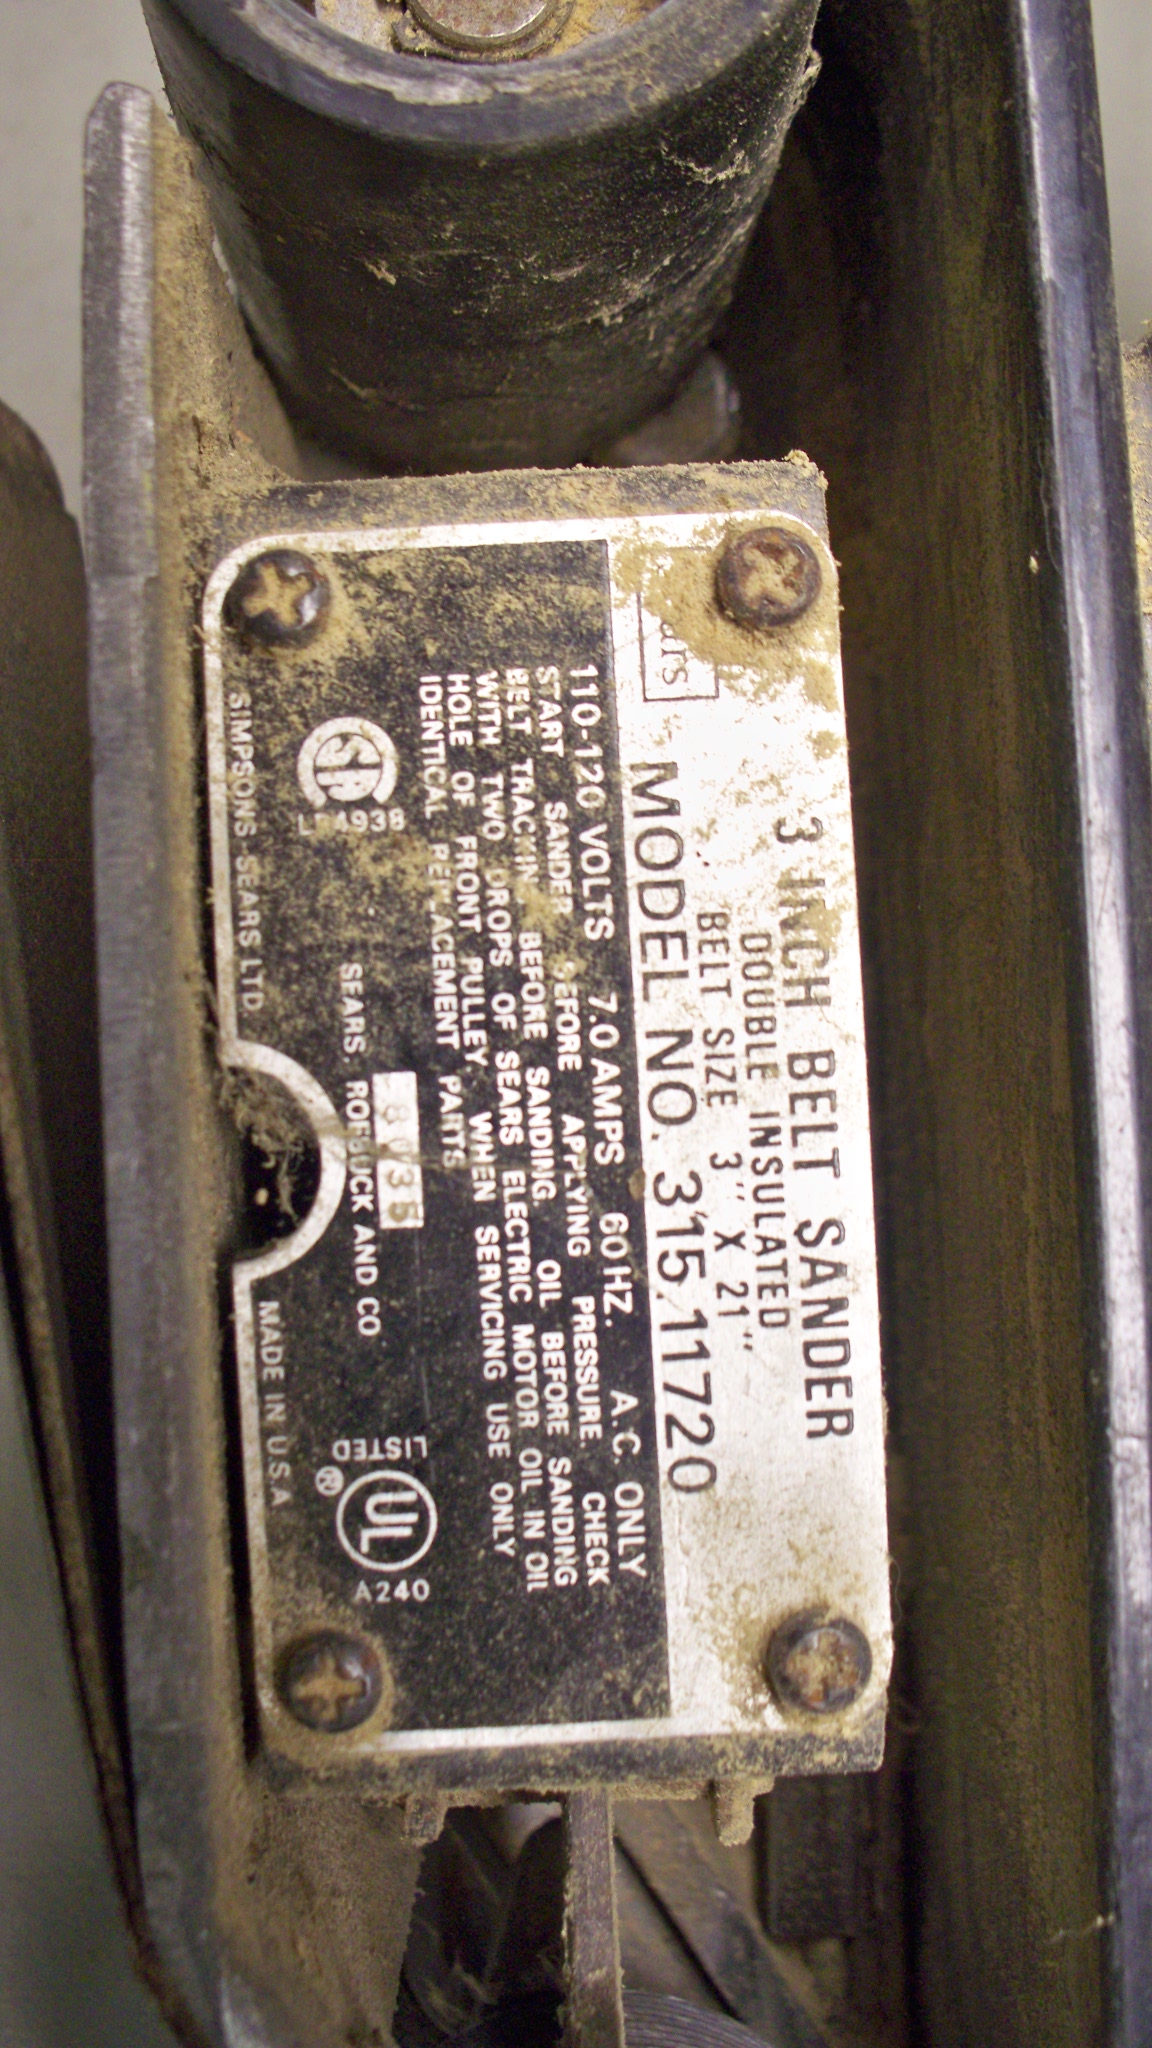 3 INCH BELT SANDER
DOUBLE INSULATED
BELT SIZE 3" X 21"
MODEL NO. 315.11720
110-120 VOLTS 7.0 AMPS 60 HZ. A.C. ONLY
START SANDER BEFORE APPLYING PRESSURE. CHECK
BELT TRACKING BEFORE SANDING. OIL BEFORE SANDING
WITH TWO DROPS OF SEARS ELECTRIC MOTOR OIL IN OIL
HOLE OF FRONT PULLEY. WHEN SERVICING USE ONLY
IDENTICAL REPLACEMENT PARTS
LISTED
UL
®
A240
SEARS, ROEBUCK AND CO
SIMPSONS-SEARS LTD.
MADE IN U.S.A